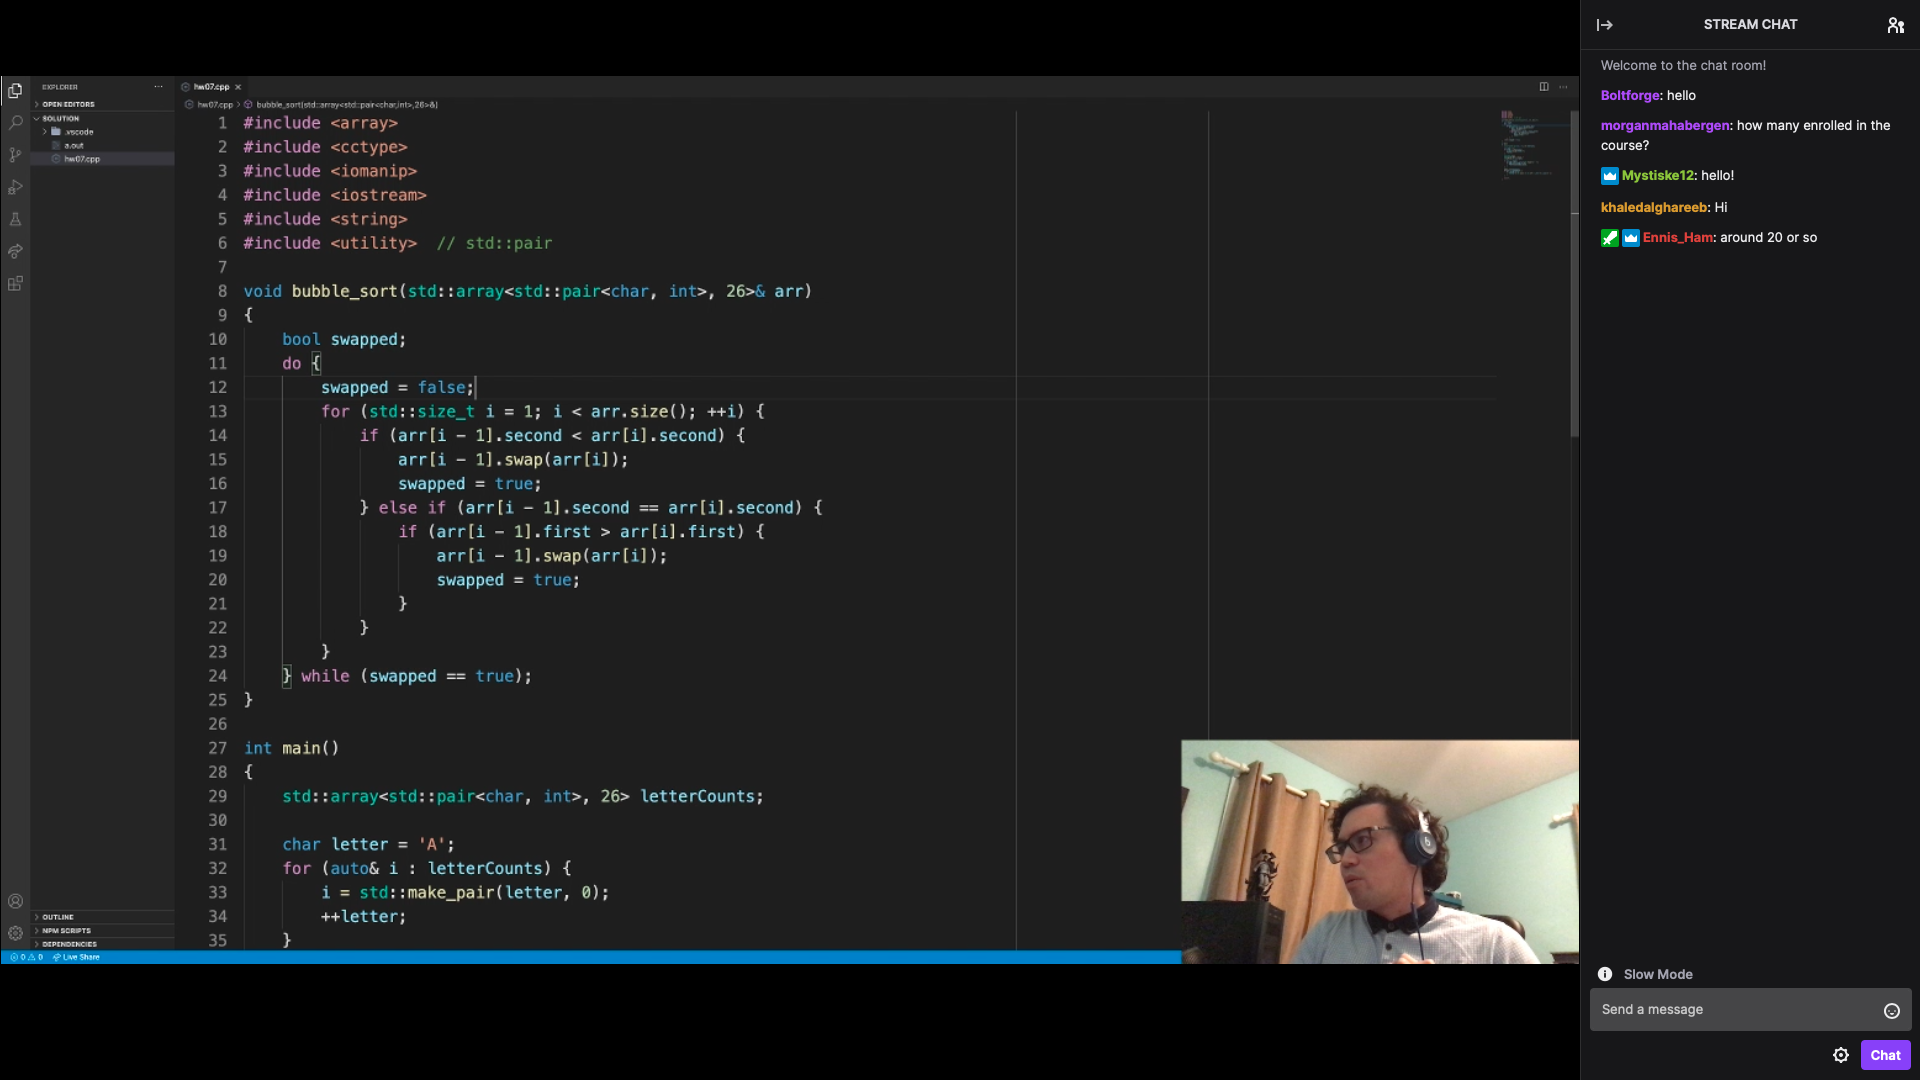 EXPLORER
OPEN EDITORS
SOLUTION
.vscode
a.out
hw07.cpp
OUTLINE
NPM SCRIPTS
DEPENDENCIES
0 0 Live Share
hw07.cpp
hw07.cpp > bubble_sort(std::array<std::pair<char,int>,26>&)
1 #include <array>
2 #include <cctype>
3 #include <iomanip>
4 #include <iostream>
5 #include <string>
6 #include <utility>  // std::pair
7
8 void bubble_sort(std::array<std::pair<char, int>, 26>& arr)
9 {
10     bool swapped;
11     do {
12         swapped = false;
13         for (std::size_t i = 1; i < arr.size(); ++i) {
14             if (arr[i - 1].second < arr[i].second) {
15                 arr[i - 1].swap(arr[i]);
16                 swapped = true;
17             } else if (arr[i - 1].second == arr[i].second) {
18                 if (arr[i - 1].first > arr[i].first) {
19                     arr[i - 1].swap(arr[i]);
20                     swapped = true;
21                 }
22             }
23         }
24     } while (swapped == true);
25 }
26
27 int main()
28 {
29     std::array<std::pair<char, int>, 26> letterCounts;
30
31     char letter = 'A';
32     for (auto& i : letterCounts) {
33         i = std::make_pair(letter, 0);
34         ++letter;
35     }
STREAM CHAT
Welcome to the chat room!
Boltforge: hello
morganmahabergen: how many enrolled in the
course?
Mystiske12: hello!
khaledalghareeb: Hi
Ennis_Ham: around 20 or so
Slow Mode
Send a message
Chat